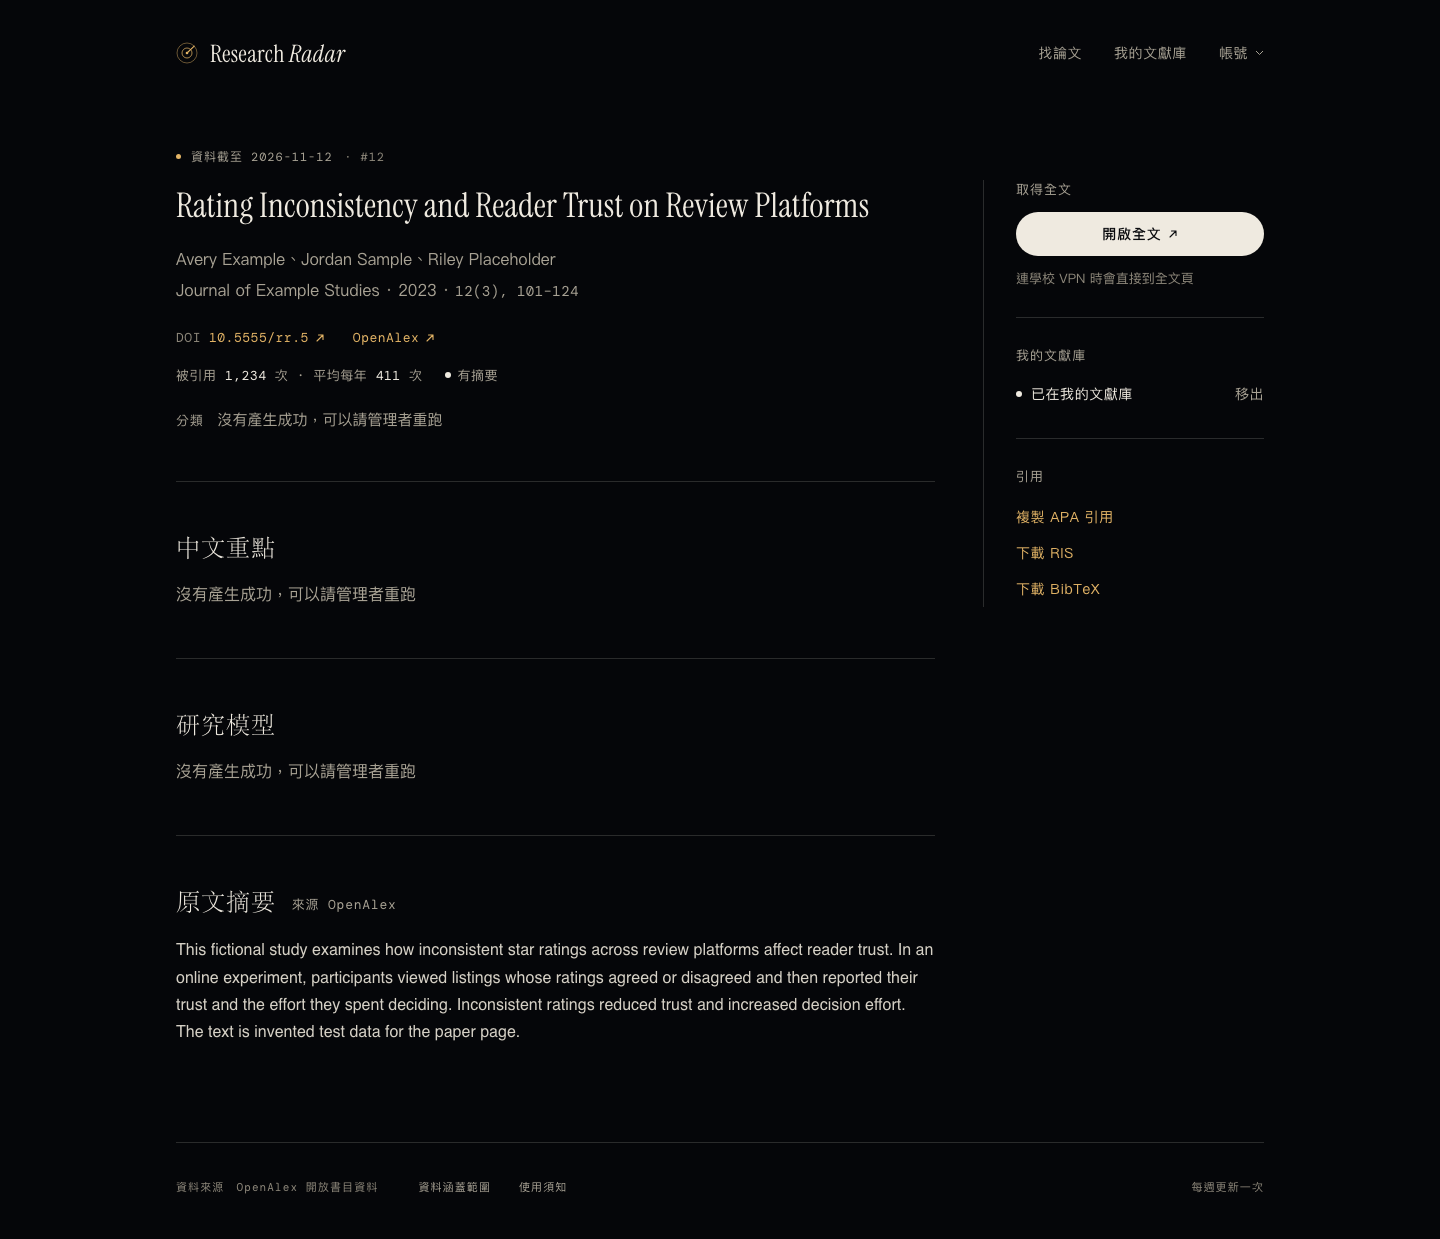 Research Radar
找論文 我的文獻庫 帳號
資料截至 2026-11-12 · #12
Rating Inconsistency and Reader Trust on Review Platforms
Avery Example、Jordan Sample、Riley Placeholder
Journal of Example Studies · 2023 · 12(3), 101–124
DOI 10.5555/rr.5 ↗ OpenAlex ↗
被引用 1,234 次 · 平均每年 411 次 有摘要
分類 沒有產生成功，可以請管理者重跑
中文重點
沒有產生成功，可以請管理者重跑
研究模型
沒有產生成功，可以請管理者重跑
原文摘要 來源 OpenAlex
This fictional study examines how inconsistent star ratings across review platforms affect reader trust. In an
online experiment, participants viewed listings whose ratings agreed or disagreed and then reported their
trust and the effort they spent deciding. Inconsistent ratings reduced trust and increased decision effort.
The text is invented test data for the paper page.
取得全文
開啟全文 ↗
連學校 VPN 時會直接到全文頁
我的文獻庫
已在我的文獻庫 移出
引用
複製 APA 引用
下載 RIS
下載 BibTeX
資料來源 OpenAlex 開放書目資料 資料涵蓋範圍 使用須知 每週更新一次